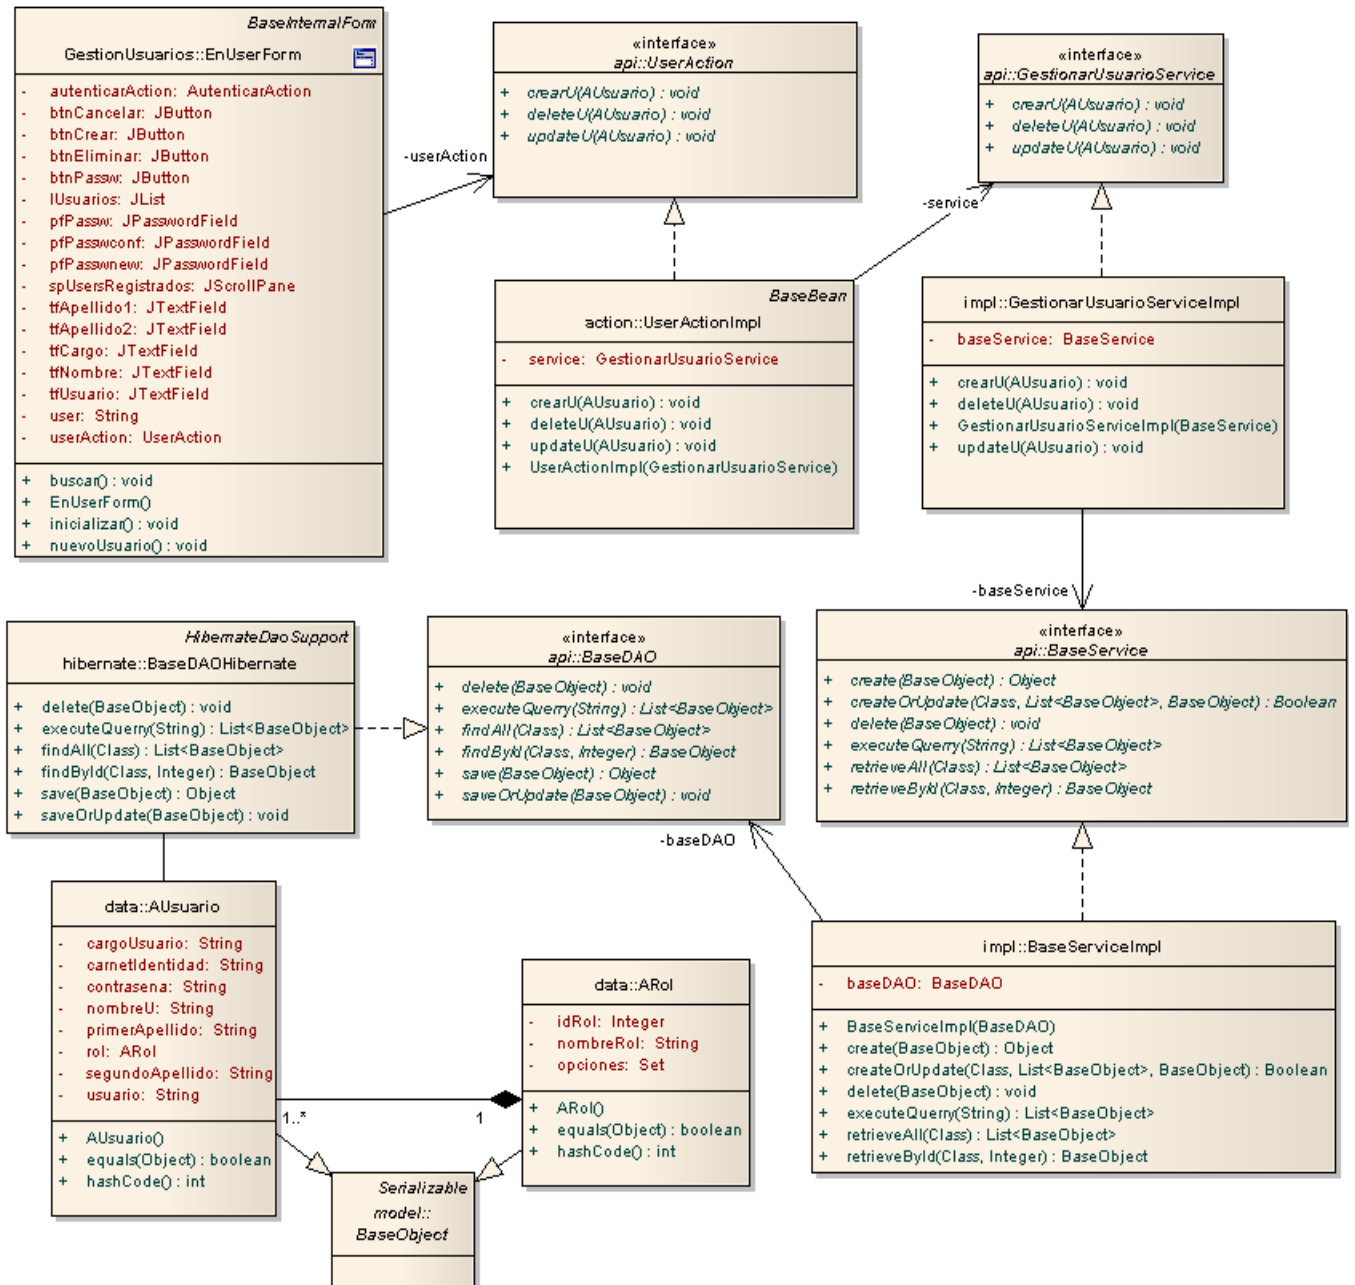 BaseInternalForm
GestionUsuarios::EnUserForm
- autenticarAction: AutenticarAction
- btnCancelar: JButton
- btnCrear: JButton
- btnEliminar: JButton
- btnPassw: JButton
- lUsuarios: JList
- pfPassw: JPasswordField
- pfPasswconf: JPasswordField
- pfPasswnew: JPasswordField
- spUsersRegistrados: JScrollPane
- tfApellido1: JTextField
- tfApellido2: JTextField
- tfCargo: JTextField
- tfNombre: JTextField
- tfUsuario: JTextField
- user: String
- userAction: UserAction
+ buscar() : void
+ EnUserForm()
+ inicializar() : void
+ nuevoUsuario() : void
-userAction
«interface»
api::UserAction
+ crearU(AUsuario) : void
+ deleteU(AUsuario) : void
+ updateU(AUsuario) : void
«interface»
api::GestionarUsuarioService
+ crearU(AUsuario) : void
+ deleteU(AUsuario) : void
+ updateU(AUsuario) : void
-service
BaseBean
action::UserActionImpl
- service: GestionarUsuarioService
+ crearU(AUsuario) : void
+ deleteU(AUsuario) : void
+ updateU(AUsuario) : void
+ UserActionImpl(GestionarUsuarioService)
impl::GestionarUsuarioServiceImpl
- baseService: BaseService
+ crearU(AUsuario) : void
+ deleteU(AUsuario) : void
+ GestionarUsuarioServiceImpl(BaseService)
+ updateU(AUsuario) : void
-baseService
HibernateDaoSupport
hibernate::BaseDAOHibernate
+ delete(BaseObject) : void
+ executeQuerry(String) : List<BaseObject>
+ findAll(Class) : List<BaseObject>
+ findById(Class, Integer) : BaseObject
+ save(BaseObject) : Object
+ saveOrUpdate(BaseObject) : void
«interface»
api::BaseDAO
+ delete(BaseObject) : void
+ executeQuerry(String) : List<BaseObject>
+ findAll(Class) : List<BaseObject>
+ findById(Class, Integer) : BaseObject
+ save(BaseObject) : Object
+ saveOrUpdate(BaseObject) : void
«interface»
api::BaseService
+ create(BaseObject) : Object
+ createOrUpdate(Class, List<BaseObject>, BaseObject) : Boolean
+ delete(BaseObject) : void
+ executeQuerry(String) : List<BaseObject>
+ retrieveAll(Class) : List<BaseObject>
+ retrieveById(Class, Integer) : BaseObject
-baseDAO
data::AUsuario
- cargoUsuario: String
- carnetIdentidad: String
- contrasena: String
- nombreU: String
- primerApellido: String
- rol: ARol
- segundoApellido: String
- usuario: String
+ AUsuario()
+ equals(Object) : boolean
+ hashCode() : int
1..*
1
data::ARol
- idRol: Integer
- nombreRol: String
- opciones: Set
+ ARol()
+ equals(Object) : boolean
+ hashCode() : int
impl::BaseServiceImpl
- baseDAO: BaseDAO
+ BaseServiceImpl(BaseDAO)
+ create(BaseObject) : Object
+ createOrUpdate(Class, List<BaseObject>, BaseObject) : Boolean
+ delete(BaseObject) : void
+ executeQuerry(String) : List<BaseObject>
+ retrieveAll(Class) : List<BaseObject>
+ retrieveById(Class, Integer) : BaseObject
Serializable
model::
BaseObject